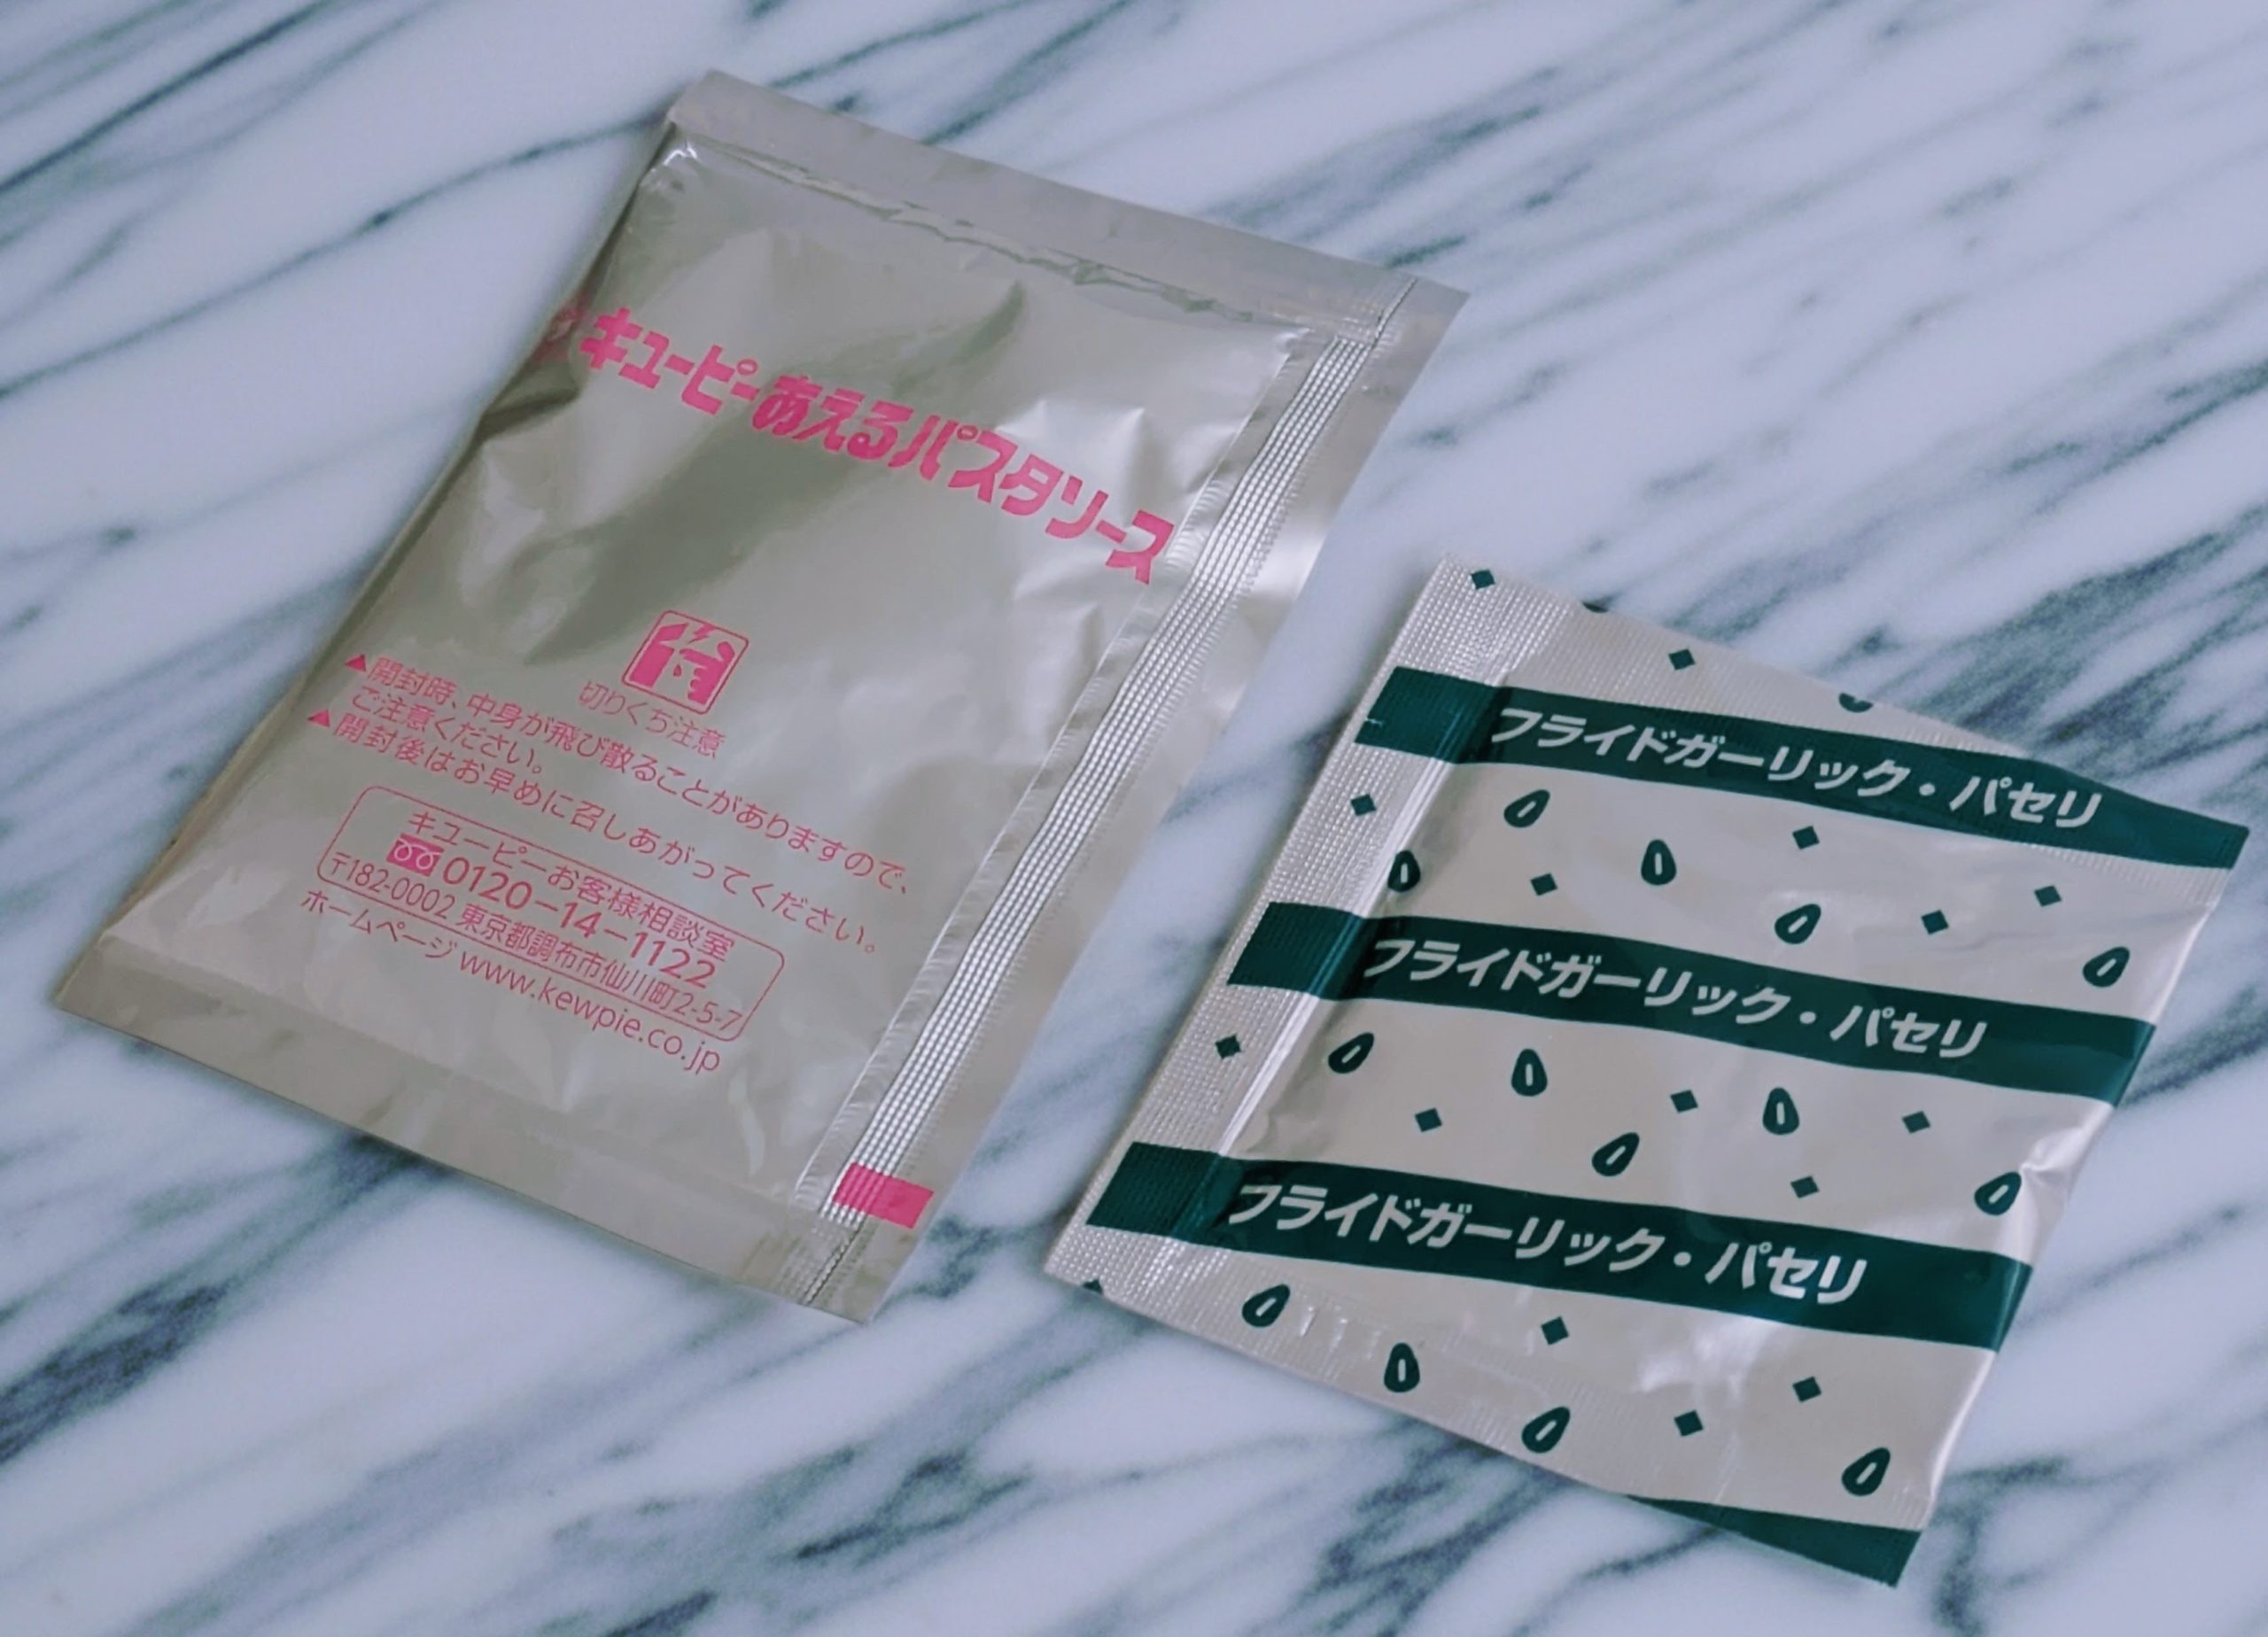 キユーピーあえるパスタソース
切りくち注意
▲開封時、中身が飛び散ることがありますので、
ご注意ください。
▲開封後はお早めに召しあがってください。
キユーピーお客様相談室
0120-14-1122
〒182-0002 東京都調布市仙川町2-5-7
ホームページ www.kewpie.co.jp
フライドガーリック・パセリ
フライドガーリック・パセリ
フライドガーリック・パセリ